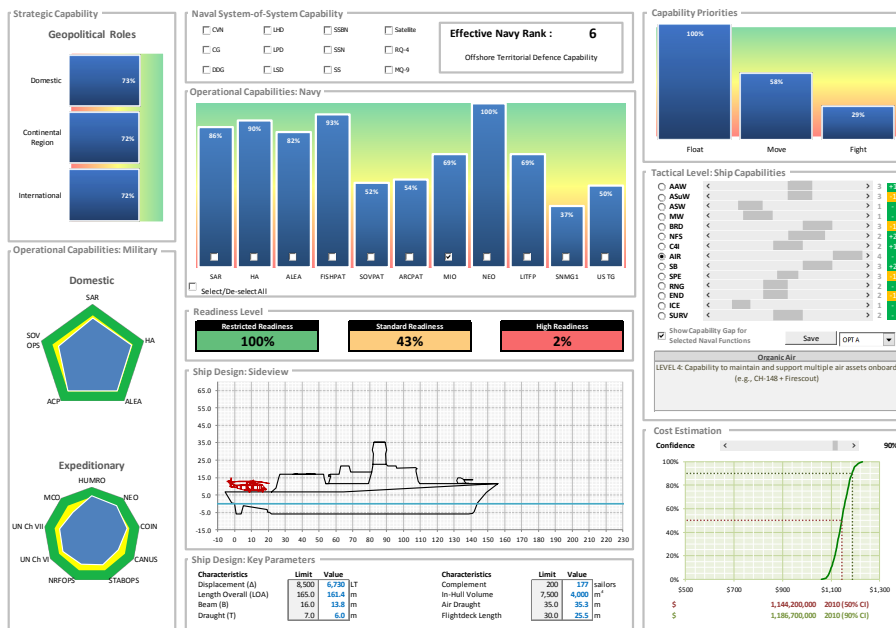 Strategic Capability
Geopolitical Roles
Domestic
73%
Continental
Region
72%
International
72%
Operational Capabilities: Military
Domestic
SAR
HA
ALEA
ACP
SOV
OPS
Expeditionary
HUMRO
NEO
COIN
CANUS
STABOPS
NRFOPS
UN Ch VI
UN Ch VII
MCO
Naval System-of-System Capability
CVN LHD SSBN Satellite
CG LPD SSN RQ-4
DDG LSD SS MQ-9
Effective Navy Rank : 6
Offshore Territorial Defence Capability
Operational Capabilities: Navy
86% 90% 82% 93% 52% 54% 69% 100% 69% 37% 50%
SAR HA ALEA FISHPAT SOVPAT ARCPAT MIO NEO LITFP SNMG1 US TG
Select/De-select All
Readiness Level
Restricted Readiness Standard Readiness High Readiness
100% 43% 2%
Ship Design: Sideview
65.0
55.0
45.0
35.0
25.0
15.0
5.0
-5.0
-15.0
-10 0 10 20 30 40 50 60 70 80 90 100 110 120 130 140 150 160 170 180 190 200 210 220 230
Ship Design: Key Parameters
Characteristics Limit Value
Displacement (Δ) 8,500 6,730 LT
Length Overall (LOA) 165.0 161.4 m
Beam (B) 16.0 13.8 m
Draught (T) 7.0 6.0 m
Characteristics Limit Value
Complement 200 177 sailors
In-Hull Volume 7,500 4,000
Air Draught 35.0 35.3 m
Flightdeck Length 30.0 25.5 m
Capability Priorities
100%
58%
29%
Float Move Fight
Tactical Level: Ship Capabilities
AAW < > 3
ASuW < > 3
ASW < > 1
MW < > 1
BRD < > 3
NFS < > 2
C4I < > 2
AIR < > 4
SB < > 3
SPE < > 2
RNG < > 2
END < > 2
ICE < > 1
SURV < > 2
Show Capability Gap for
Selected Naval Functions
Save
OPT A
Organic Air
LEVEL 4: Capability to maintain and support multiple air assets onboard
(e.g., CH-148 + Firescout)
Cost Estimation
Confidence < > 90%
100%
80%
60%
40%
20%
0%
$500 $700 $900 $1,100 $1,300
$ 1,144,200,000 2010 (50% CI)
$ 1,186,700,000 2010 (90% CI)